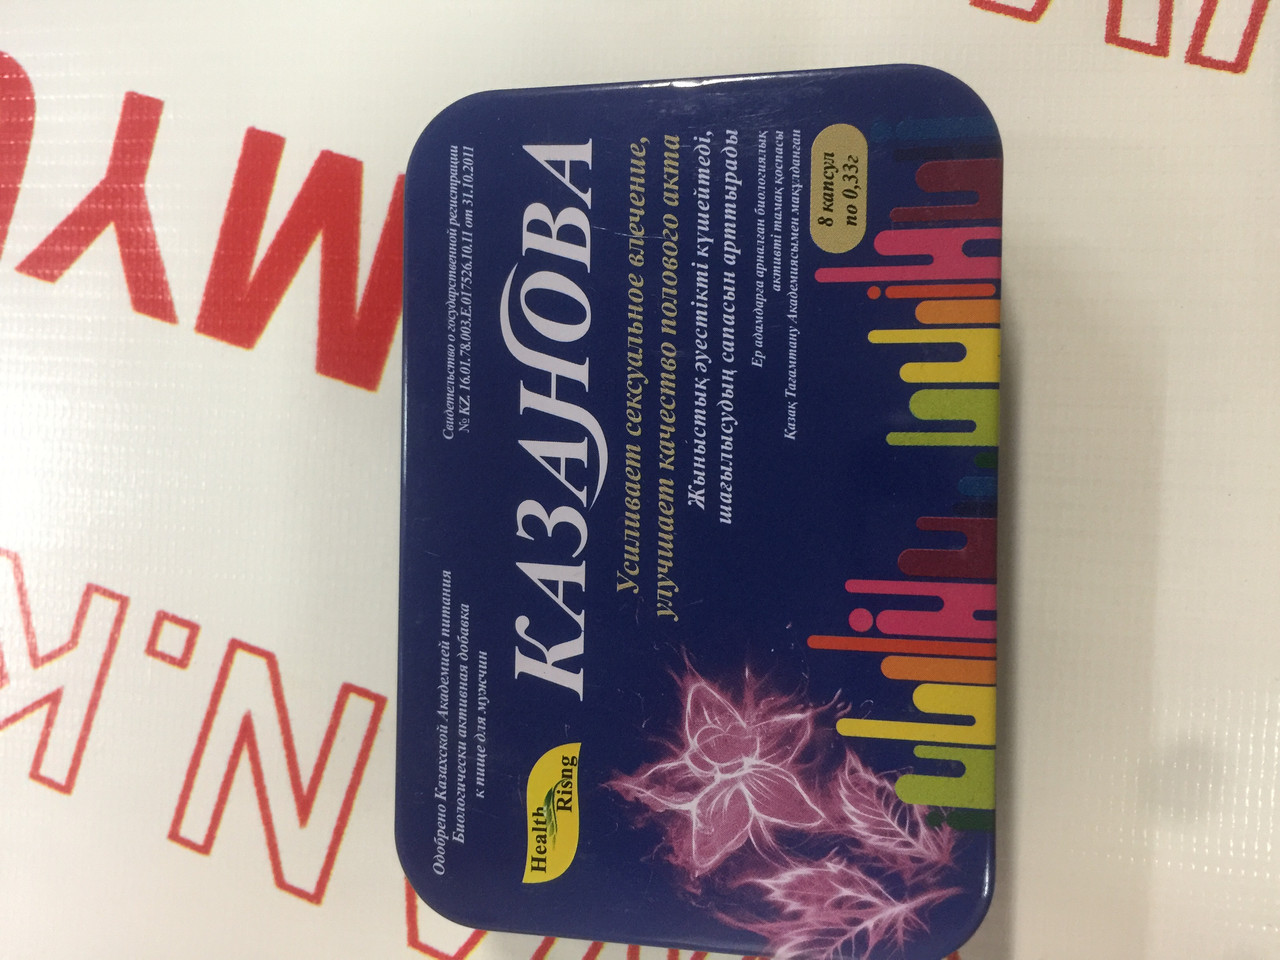 Одобрено Казахской Академией питания
Биологически активная добавка
к пище для мужчин
Свидетельство о государственной регистрации
№ KZ 16.01.78.003.E.017526.10.11 от 31.10.2011
Health
Risng
КАЗАНОВА
Усиливает сексуальное влечение,
улучшает качество полового акта
Жыныстық әуестікті күшейтеді,
шағылысудың сапасын арттырады
Ер адамдарға арналған биологиялық
активті тамақ қоспасы
Қазақ Тағамтану Академиясымен мақұлданған
8 капсул
по 0,33г